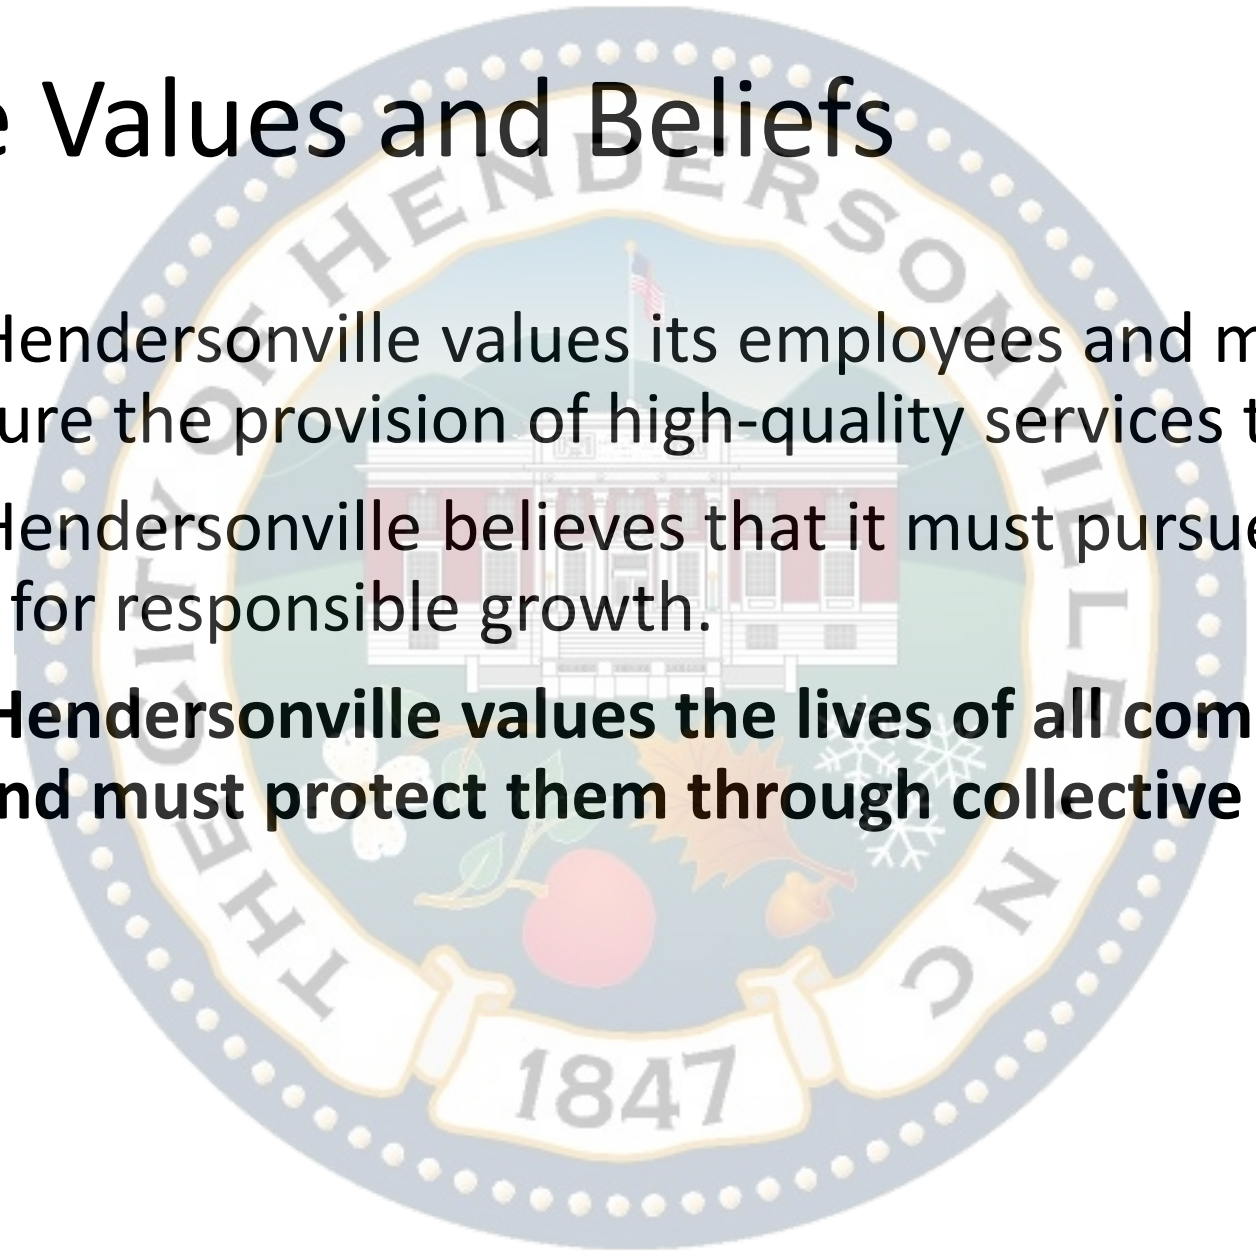 e Values and Beliefs
Hendersonville values its employees and m
ure the provision of high-quality services t
Hendersonville believes that it must pursue
for responsible growth.
Hendersonville values the lives of all com
nd must protect them through collective
THE CITY OF HENDERSONVILLE, NC
1847